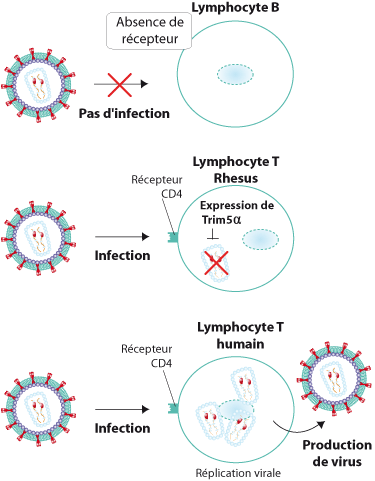 Lymphocyte B
Absence de
récepteur
Pas d'infection
Lymphocyte T
Rhesus
Récepteur
CD4
Expression de
Trim5α
Infection
Lymphocyte T
humain
Récepteur
CD4
Infection
Production
de virus
Réplication virale